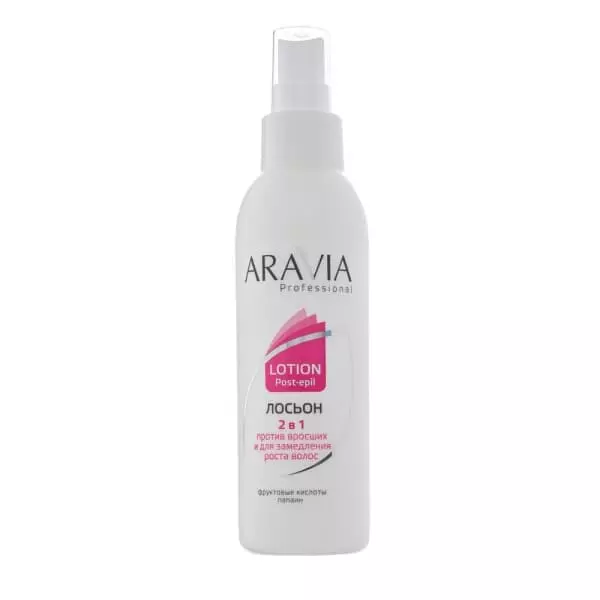 ARAVIA
Professional
LOTION
Post-epil
ЛОСЬОН
2 в 1
против вросших
и для замедления
роста волос
фруктовые кислоты
папаин